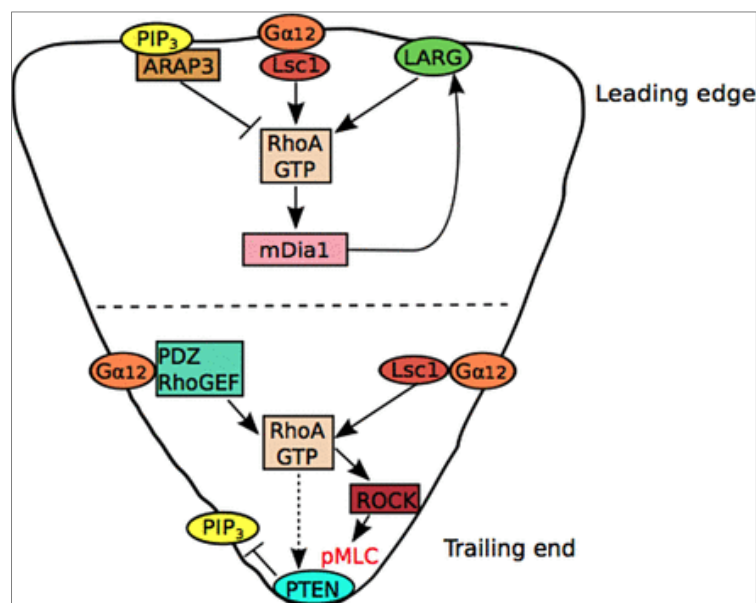 PIP3
ARAP3
Gα12
Lsc1
LARG
Leading edge
RhoA
GTP
mDia1
Gα12
PDZ
RhoGEF
Lsc1
Gα12
RhoA
GTP
ROCK
PIP3
pMLC
Trailing end
PTEN